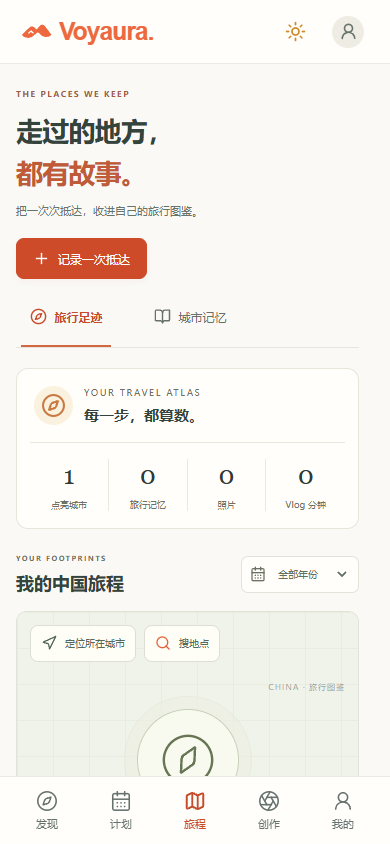 Voyaura.
THE PLACES WE KEEP
走过的地方，
都有故事。
把一次次抵达，收进自己的旅行图鉴。
记录一次抵达
旅行足迹
城市记忆
YOUR TRAVEL ATLAS
每一步，都算数。
1
0
0
0
点亮城市
旅行记忆
照片
Vlog 分钟
YOUR FOOTPRINTS
我的中国旅程
全部年份
定位所在城市
搜地点
CHINA · 旅行图鉴
发现
计划
旅程
创作
我的